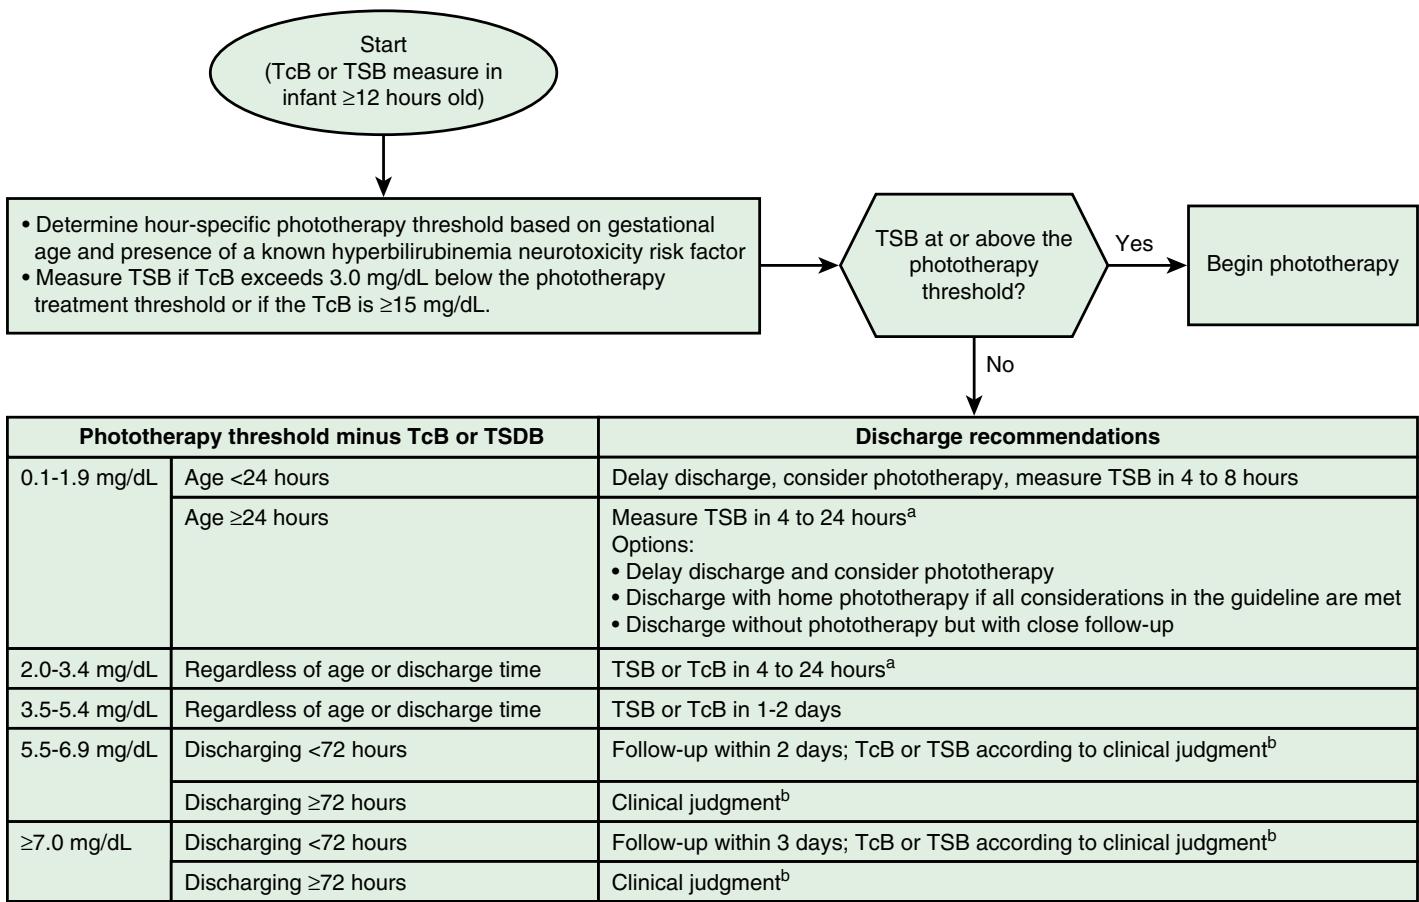 Start
(TcB or TSB measure in
infant ≥12 hours old)
• Determine hour-specific phototherapy threshold based on gestational
age and presence of a known hyperbilirubinemia neurotoxicity risk factor
• Measure TSB if TcB exceeds 3.0 mg/dL below the phototherapy
treatment threshold or if the TcB is ≥15 mg/dL.
TSB at or above the
phototherapy
threshold?
Yes
Begin phototherapy
No
Phototherapy threshold minus TcB or TSDB
Discharge recommendations
0.1-1.9 mg/dL
Age <24 hours
Delay discharge, consider phototherapy, measure TSB in 4 to 8 hours
Age ≥24 hours
Measure TSB in 4 to 24 hoursᵃ
Options:
• Delay discharge and consider phototherapy
• Discharge with home phototherapy if all considerations in the guideline are met
• Discharge without phototherapy but with close follow-up
2.0-3.4 mg/dL
Regardless of age or discharge time
TSB or TcB in 4 to 24 hoursᵃ
3.5-5.4 mg/dL
Regardless of age or discharge time
TSB or TcB in 1-2 days
5.5-6.9 mg/dL
Discharging <72 hours
Follow-up within 2 days; TcB or TSB according to clinical judgmentᵇ
Discharging ≥72 hours
Clinical judgmentᵇ
≥7.0 mg/dL
Discharging <72 hours
Follow-up within 3 days; TcB or TSB according to clinical judgmentᵇ
Discharging ≥72 hours
Clinical judgmentᵇ